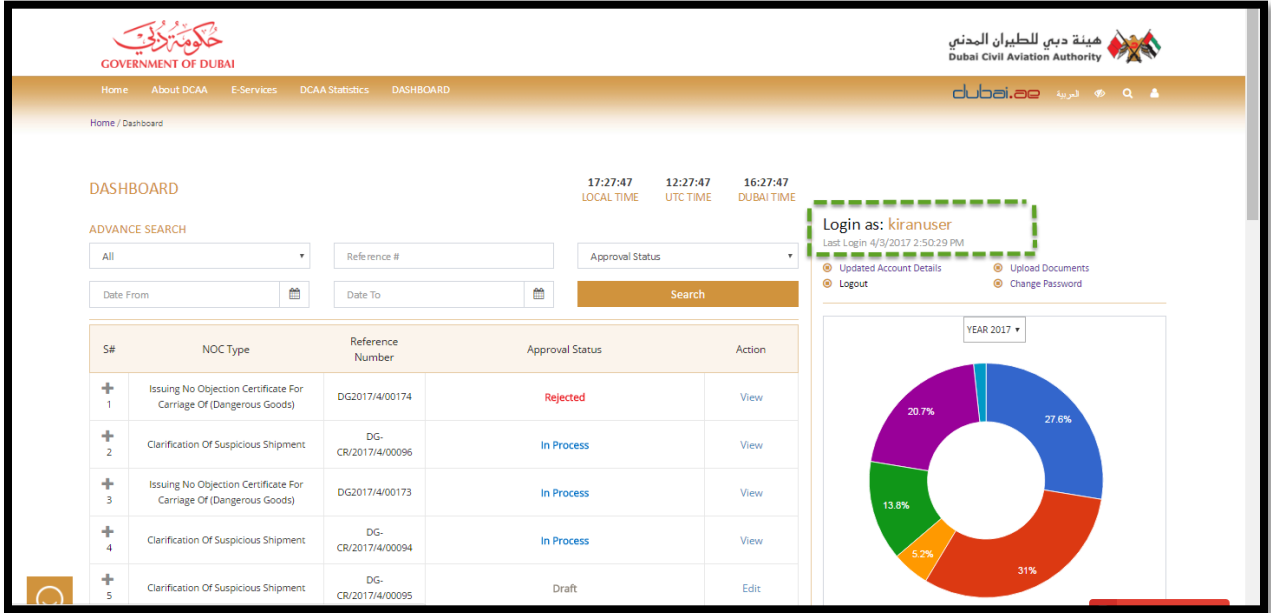 حكومة دبي
GOVERNMENT OF DUBAI
هيئة دبي للطيران المدني
Dubai Civil Aviation Authority
Home About DCAA E-Services DCAA Statistics DASHBOARD
dubai.ae العربية
Home / Dashboard
DASHBOARD
17:27:47 12:27:47 16:27:47
LOCAL TIME UTC TIME DUBAI TIME
ADVANCE SEARCH
All Reference # Approval Status
Date From Date To Search
Login as: kiranuser
Last Login 4/3/2017 2:50:29 PM
Updated Account Details Upload Documents
Logout Change Password
YEAR 2017
S# NOC Type Reference Number Approval Status Action
1 Issuing No Objection Certificate For
Carriage Of (Dangerous Goods) DG2017/4/00174 Rejected View
2 Clarification Of Suspicious Shipment DG-
CR/2017/4/00096 In Process View
3 Issuing No Objection Certificate For
Carriage Of (Dangerous Goods) DG2017/4/00173 In Process View
4 Clarification Of Suspicious Shipment DG-
CR/2017/4/00094 In Process View
5 Clarification Of Suspicious Shipment DG-
CR/2017/4/00095 Draft Edit
20.7%
27.6%
13.8%
5.2%
31%